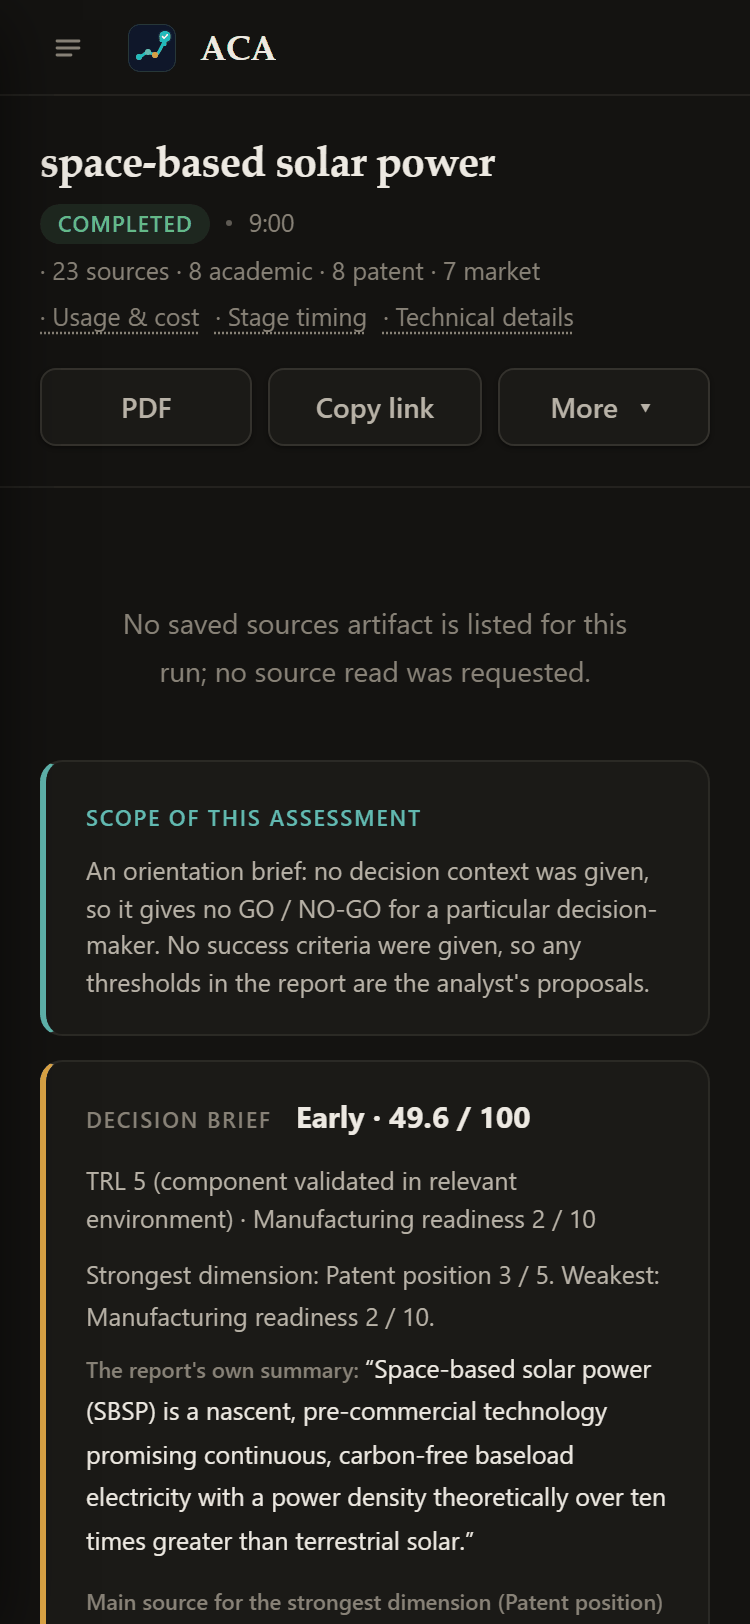 ACA
space-based solar power
COMPLETED • 9:00
· 23 sources · 8 academic · 8 patent · 7 market
· Usage & cost · Stage timing · Technical details
PDF Copy link More ▼
No saved sources artifact is listed for this
run; no source read was requested.
SCOPE OF THIS ASSESSMENT
An orientation brief: no decision context was given,
so it gives no GO / NO-GO for a particular decision-
maker. No success criteria were given, so any
thresholds in the report are the analyst's proposals.
DECISION BRIEF Early · 49.6 / 100
TRL 5 (component validated in relevant
environment) · Manufacturing readiness 2 / 10
Strongest dimension: Patent position 3 / 5. Weakest:
Manufacturing readiness 2 / 10.
The report's own summary: “Space-based solar power
(SBSP) is a nascent, pre-commercial technology
promising continuous, carbon-free baseload
electricity with a power density theoretically over ten
times greater than terrestrial solar.”
Main source for the strongest dimension (Patent position)